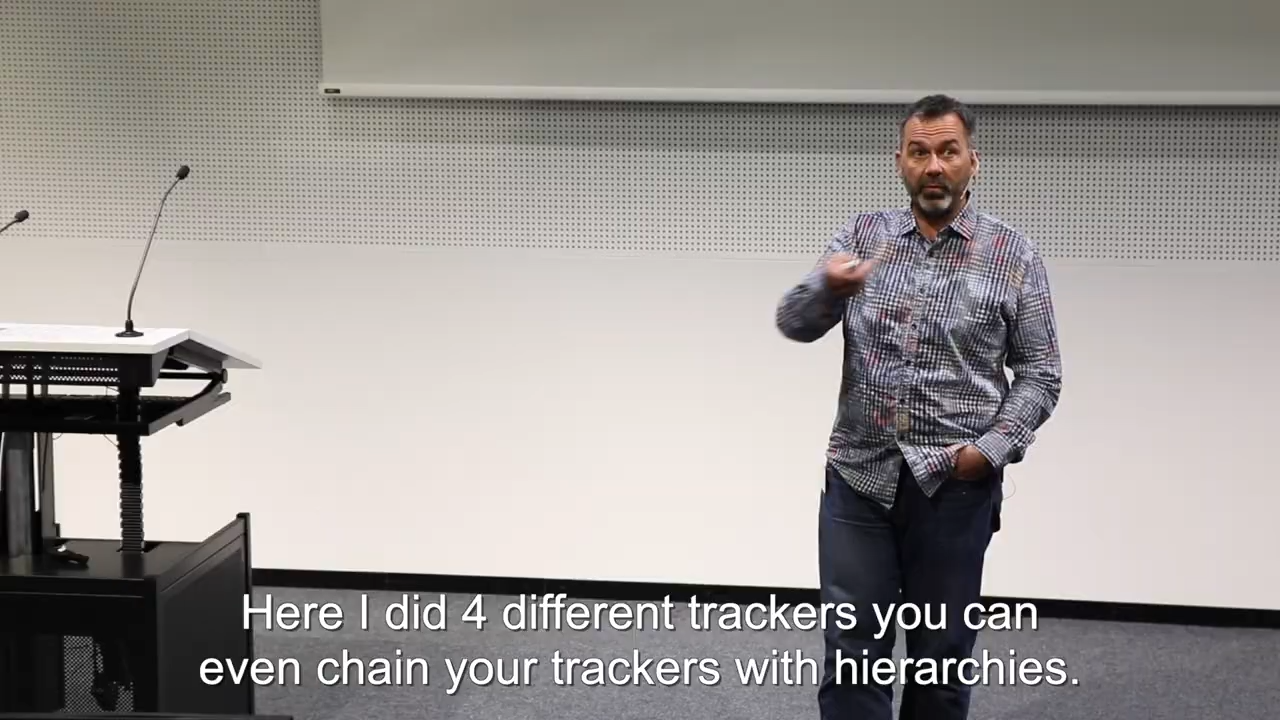 Here I did 4 different trackers you can
even chain your trackers with hierarchies.